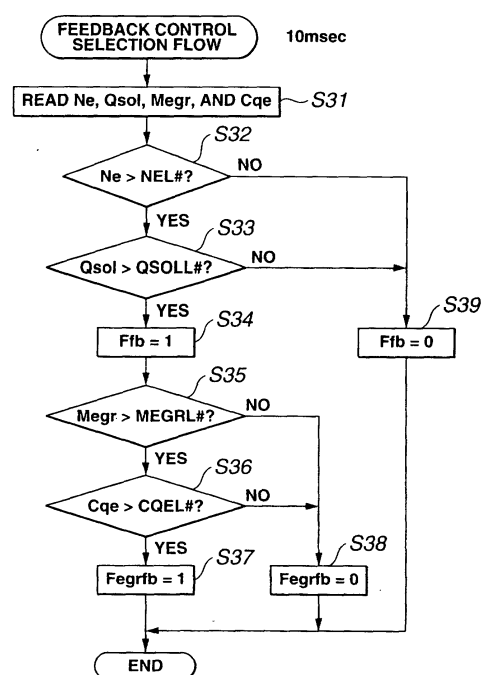 FEEDBACK CONTROL
SELECTION FLOW
10msec
READ Ne, Qsol, Megr, AND Cqe
S31
S32
Ne > NEL#?
NO
YES
S33
Qsol > QSOLL#?
NO
YES
S34
Ffb = 1
S39
Ffb = 0
S35
Megr > MEGRL#?
NO
YES
S36
Cqe > CQEL#?
NO
YES
S37
Fegrfb = 1
S38
Fegrfb = 0
END